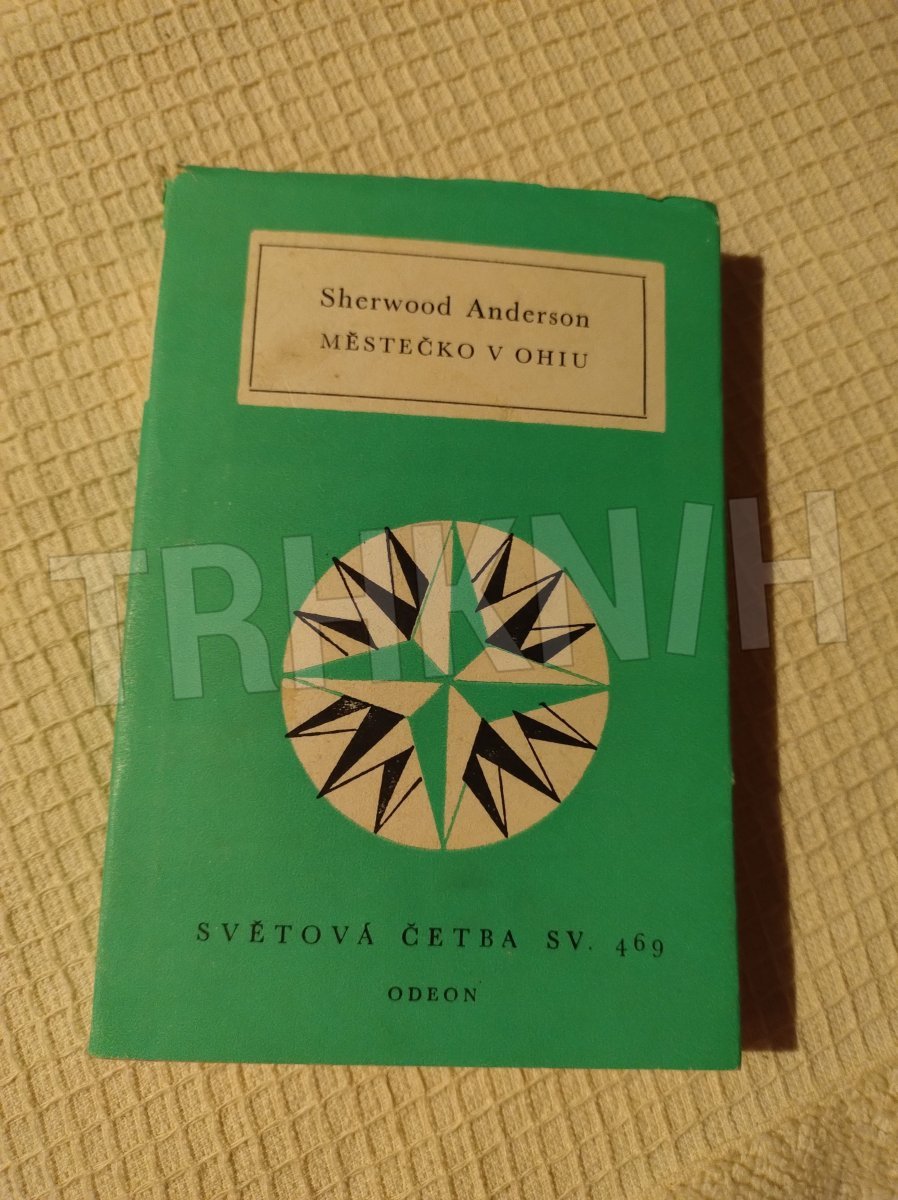 Sherwood Anderson
MĚSTEČKO V OHIU
TRHKNIH
SVĚTOVÁ ČETBA SV. 469
ODEON